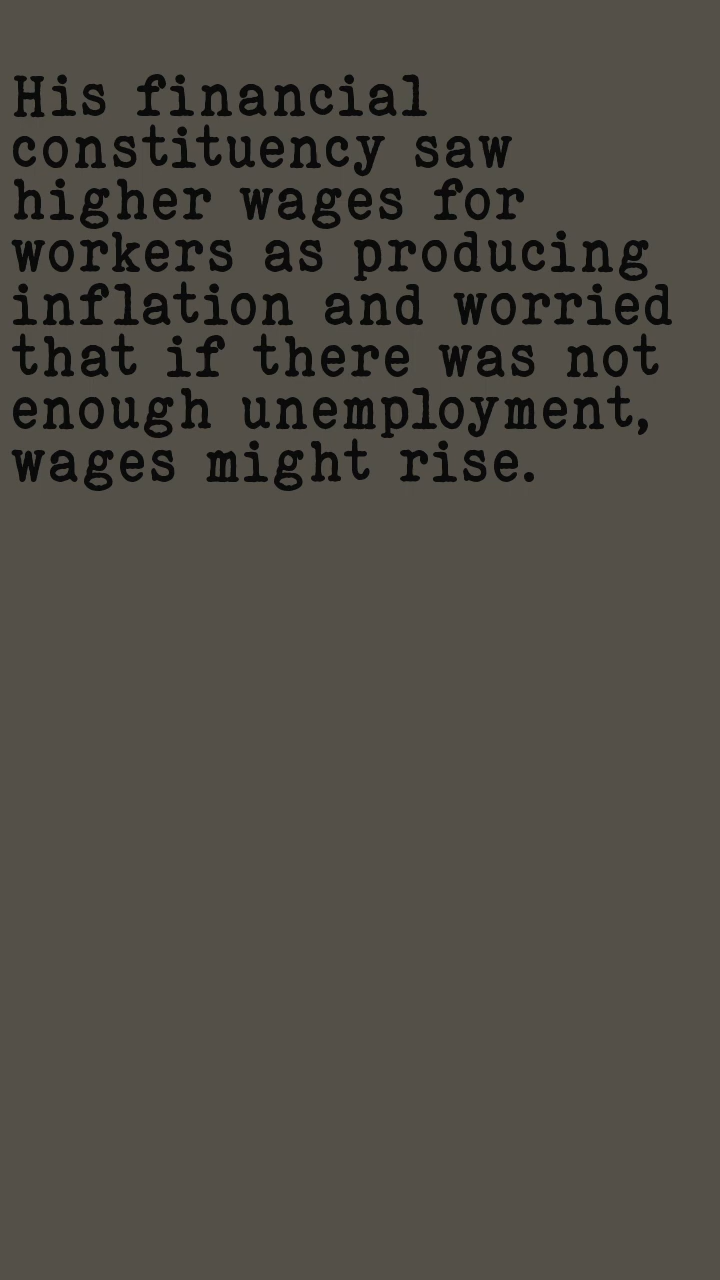 His financial
constituency saw
higher wages for
workers as producing
inflation and worried
that if there was not
enough unemployment,
wages might rise.